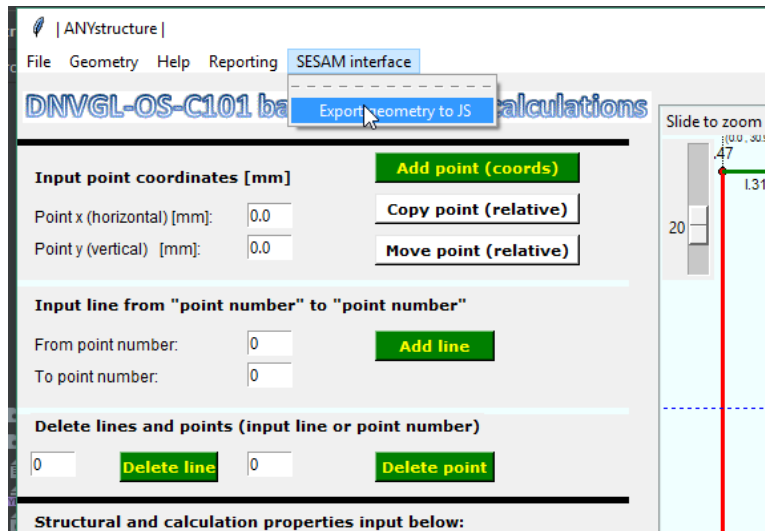 | ANYstructure |
File Geometry Help Reporting SESAM interface
Export geometry to JS
DNVGL-OS-C101 ba calculations
Slide to zoom
Input point coordinates [mm]
Add point (coords)
Point x (horizontal) [mm]: 0.0
Copy point (relative)
Point y (vertical) [mm]: 0.0
Move point (relative)
.47
l.31
20
Input line from "point number" to "point number"
From point number: 0
Add line
To point number: 0
Delete lines and points (input line or point number)
0 Delete line 0 Delete point
Structural and calculation properties input below: